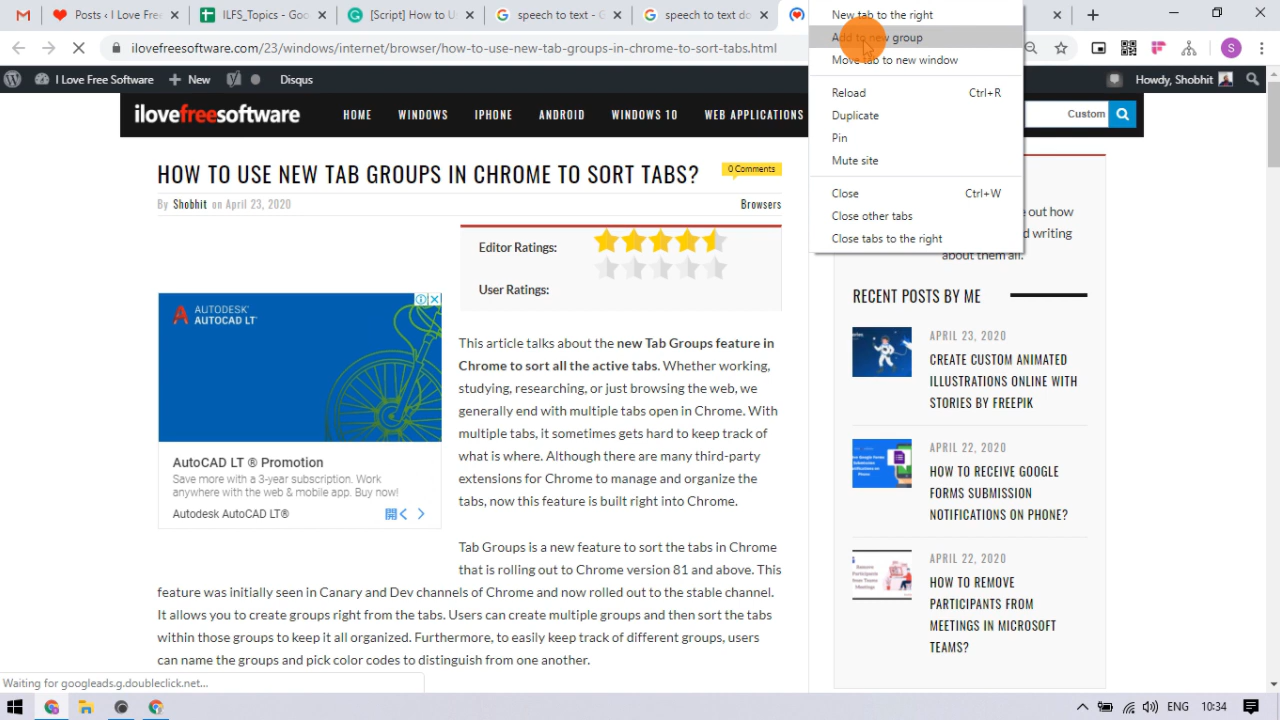 Posts ‹ I Love Free
ILFS_Topics - Goo
[Script] How to U
speech to text - G
speech to text do
ilovefreesoftware.com/23/windows/internet/browser/how-to-use-new-tab-groups-in-chrome-to-sort-tabs.html
S
I Love Free Software
New
Disqus
Howdy, Shobhit
ilovefreesoftware
HOME
WINDOWS
IPHONE
ANDROID
WINDOWS 10
WEB APPLICATIONS
Custom
New tab to the right
Add to new group
Move tab to new window
Reload Ctrl+R
Duplicate
Pin
Mute site
Close Ctrl+W
Close other tabs
Close tabs to the right
HOW TO USE NEW TAB GROUPS IN CHROME TO SORT TABS?
0 Comments
By Shobhit on April 23, 2020
Browsers
Editor Ratings:
User Ratings:
AUTODESK®
AUTOCAD LT®
AutoCAD LT ® Promotion
Save more with a 3-year subscription. Work
anywhere with the web & mobile app. Buy now!
Autodesk AutoCAD LT®
This article talks about the new Tab Groups feature in
Chrome to sort all the active tabs. Whether working,
studying, researching, or just browsing the web, we
generally end with multiple tabs open in Chrome. With
multiple tabs, it sometimes gets hard to keep track of
what is where. Although there are many third-party
extensions for Chrome to manage and organize the
tabs, now this feature is built right into Chrome.
Tab Groups is a new feature to sort the tabs in Chrome
that is rolling out to Chrome version 81 and above. This
feature was initially seen in Canary and Dev channels of Chrome and now rolled out to the stable channel.
It allows you to create groups right from the tabs. Users can create multiple groups and then sort the tabs
within those groups to keep it all organized. Furthermore, to easily keep track of different groups, users
can name the groups and pick color codes to distinguish from one another.
e out how
d writing
about them all.
RECENT POSTS BY ME
APRIL 23, 2020
CREATE CUSTOM ANIMATED
ILLUSTRATIONS ONLINE WITH
STORIES BY FREEPIK
APRIL 22, 2020
HOW TO RECEIVE GOOGLE
FORMS SUBMISSION
NOTIFICATIONS ON PHONE?
APRIL 22, 2020
HOW TO REMOVE
PARTICIPANTS FROM
MEETINGS IN MICROSOFT
TEAMS?
Waiting for googleads.g.doubleclick.net...
ENG
10:34